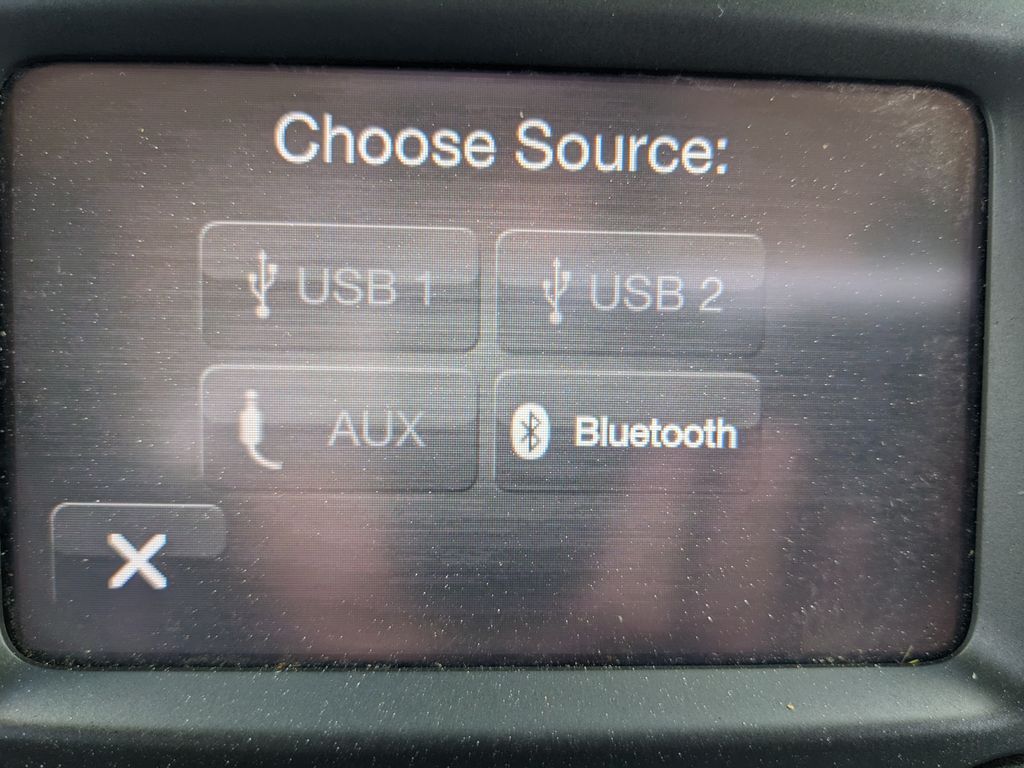 Choose Source:
USB 1
USB 2
AUX
Bluetooth